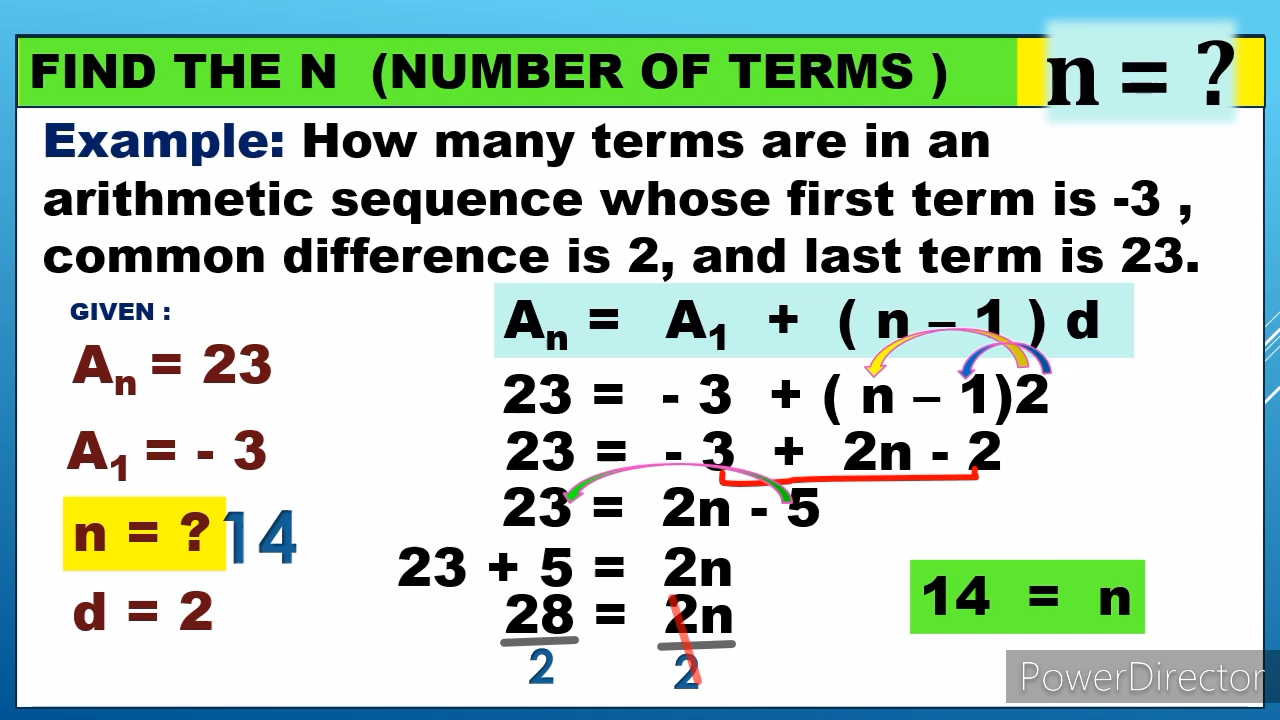 FIND THE N (NUMBER OF TERMS )
n = ?
Example: How many terms are in an
arithmetic sequence whose first term is -3 ,
common difference is 2, and last term is 23.
GIVEN :
Aₙ = 23
A₁ = - 3
n = ? 14
d = 2
Aₙ = A₁ + ( n – 1 ) d
23 = - 3 + ( n – 1)2
23 = - 3 + 2n - 2
23 = 2n - 5
23 + 5 = 2n
28 = 2n
2 2
14 = n
PowerDirector